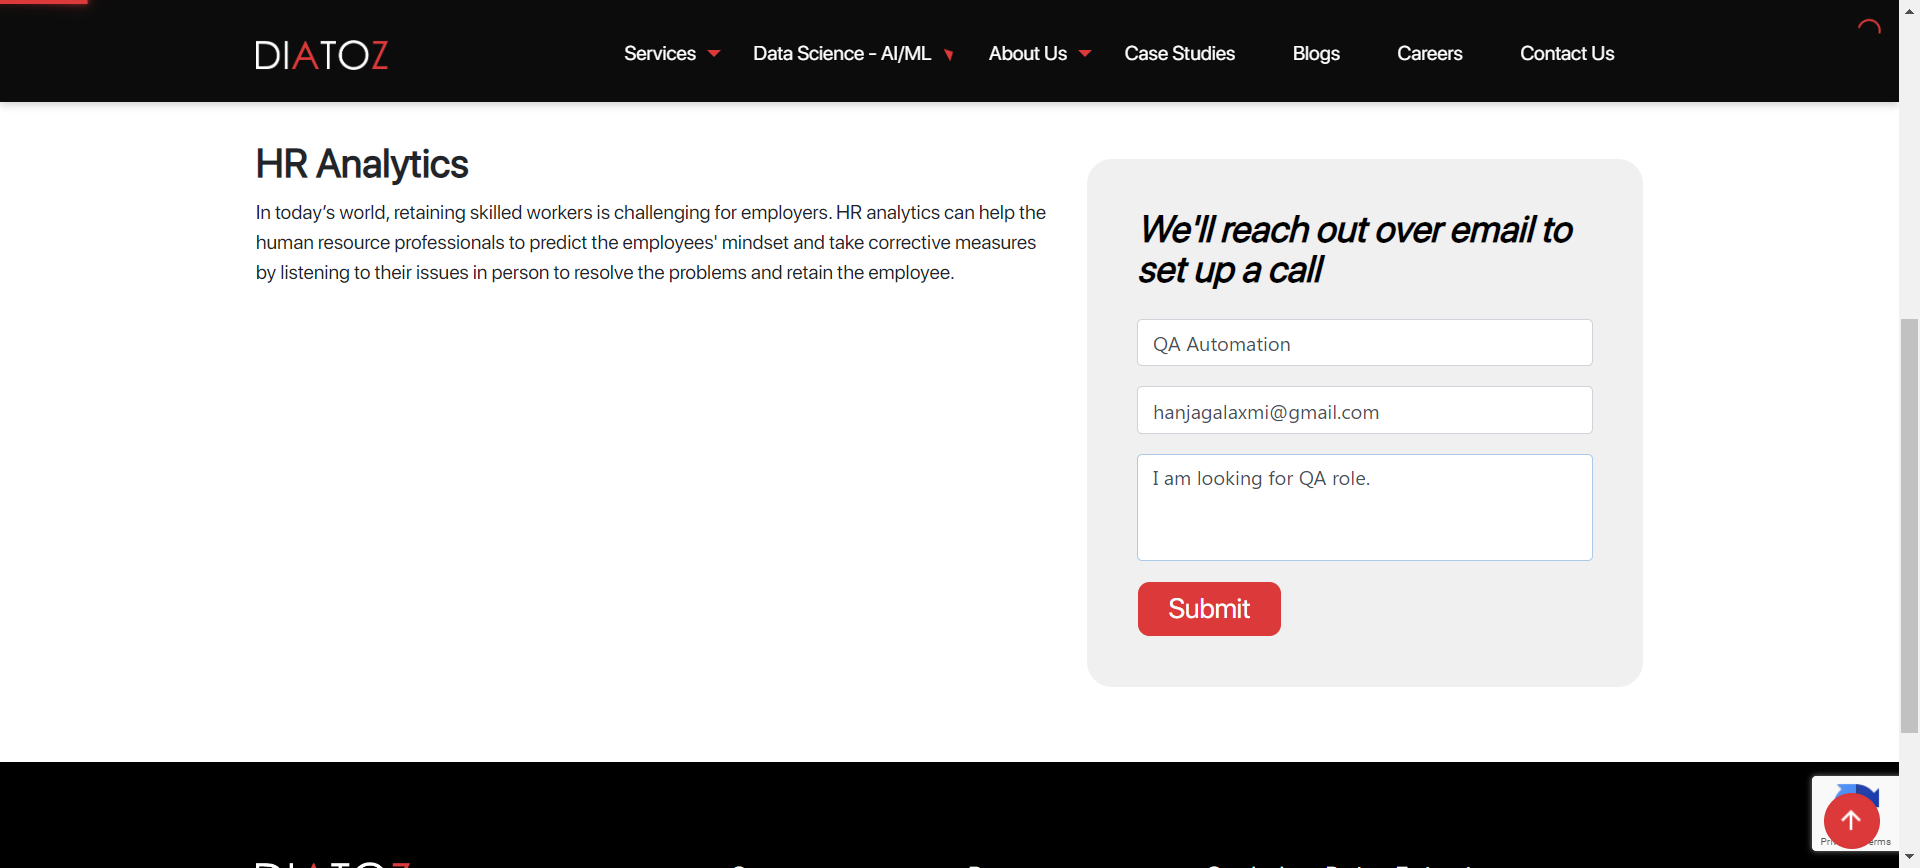 DIATOZ
Services
Data Science - AI/ML
About Us
Case Studies
Blogs
Careers
Contact Us
HR Analytics
In today’s world, retaining skilled workers is challenging for employers. HR analytics can help the
human resource professionals to predict the employees' mindset and take corrective measures
by listening to their issues in person to resolve the problems and retain the employee.
We'll reach out over email to
set up a call
QA Automation
hanjagalaxmi@gmail.com
I am looking for QA role.
Submit